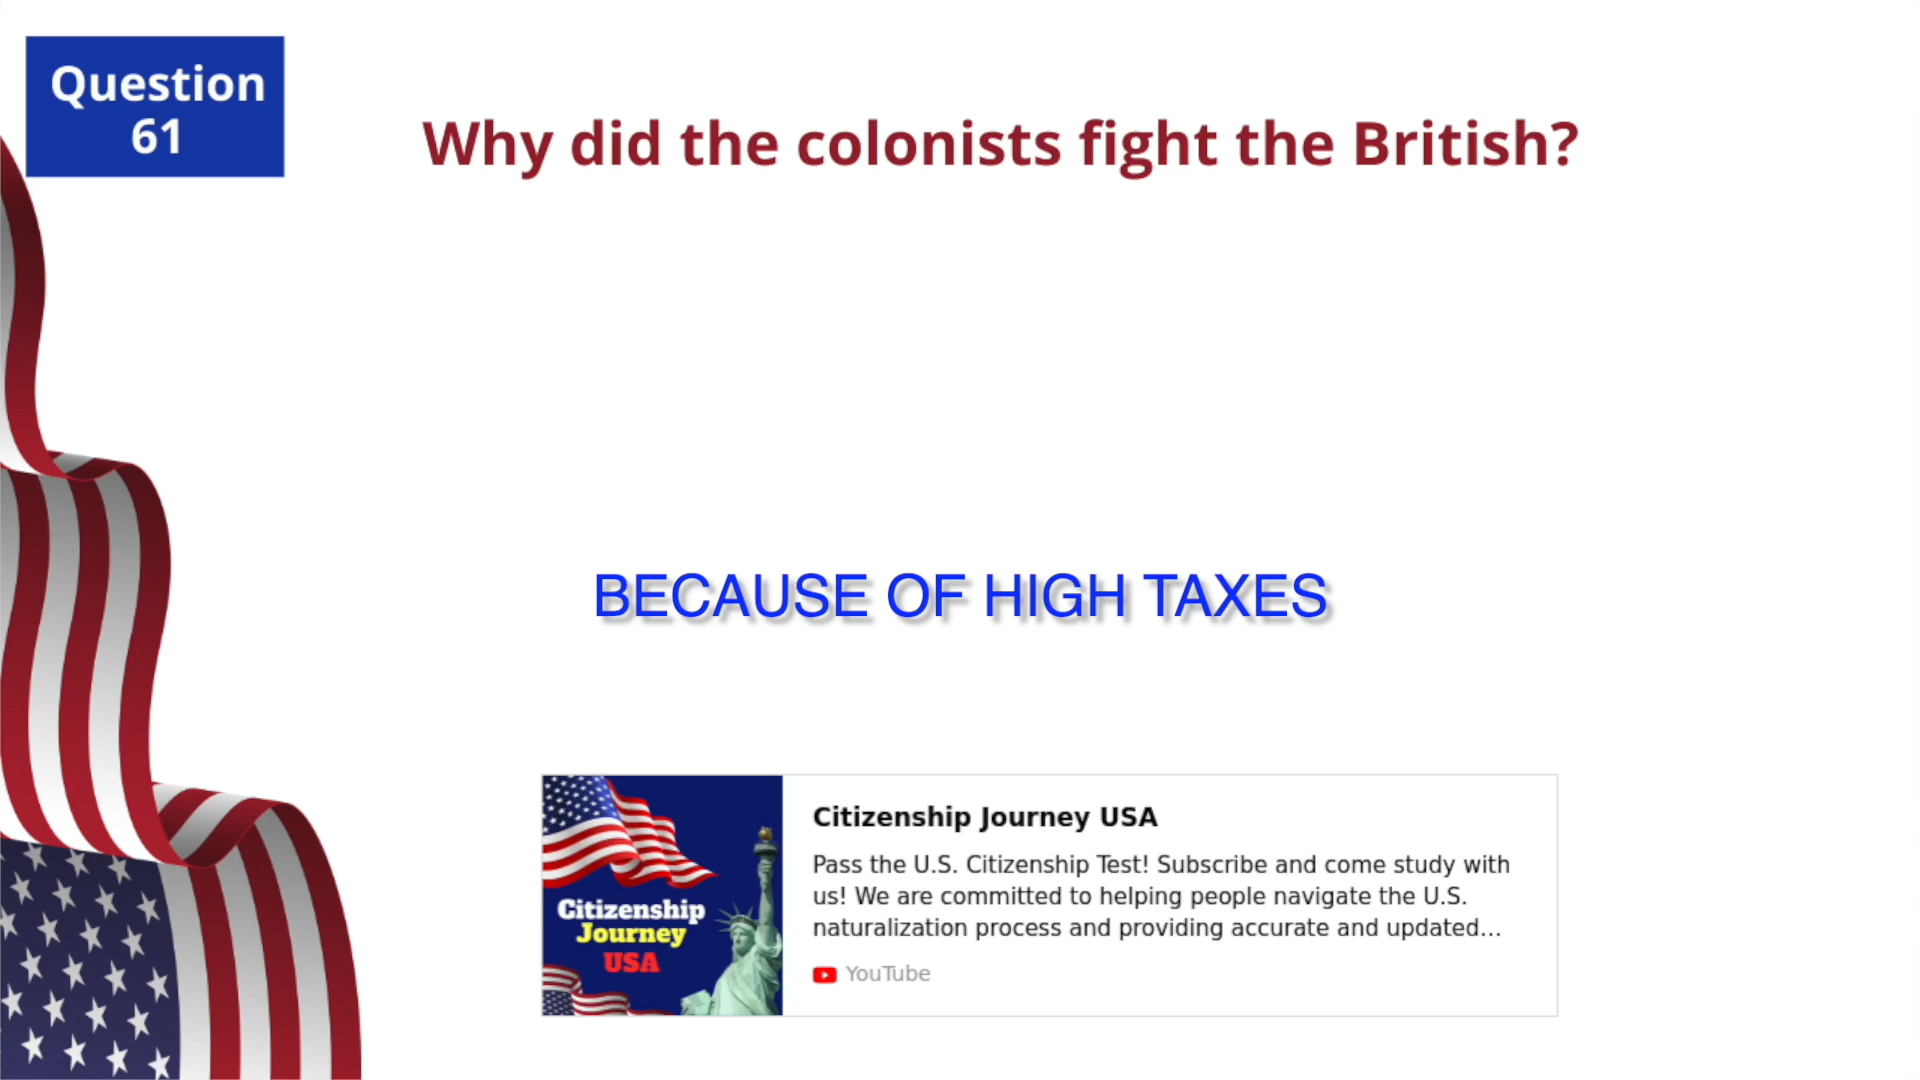 Question
61
Why did the colonists fight the British?
BECAUSE OF HIGH TAXES
Citizenship
Journey
USA
Citizenship Journey USA
Pass the U.S. Citizenship Test! Subscribe and come study with
us! We are committed to helping people navigate the U.S.
naturalization process and providing accurate and updated...
YouTube